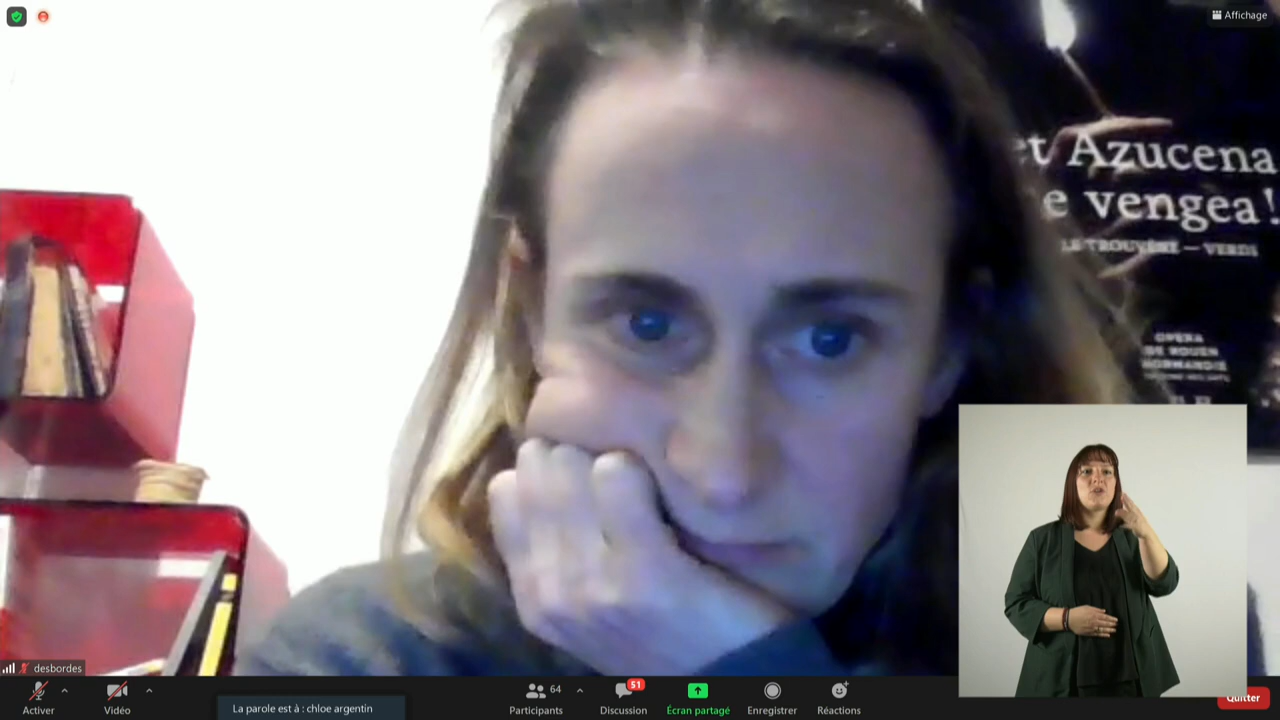 Affichage
et Azucena
se vengea!
LE TROUVÈRE — VERDI
OPÉRA
DE ROUEN
NORMANDIE
desbordes
64
51
Activer
Vidéo
La parole est à : chloe argentin
Participants
Discussion
Écran partagé
Enregistrer
Réactions
Quitter